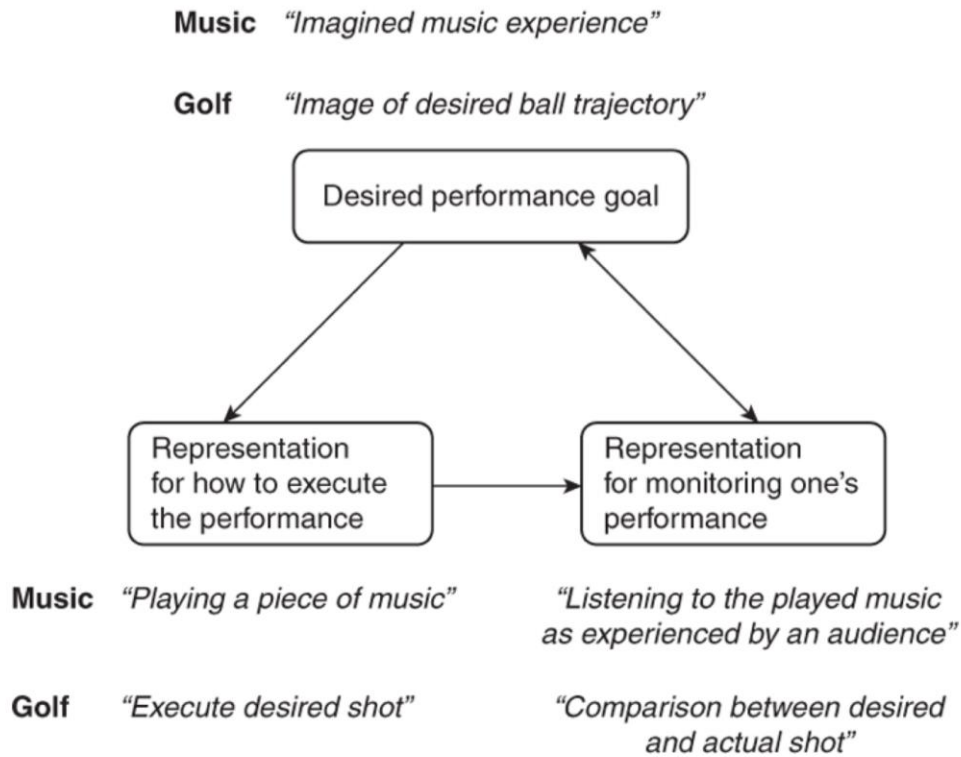 Music “Imagined music experience”
Golf “Image of desired ball trajectory”
Desired performance goal
Representation
for how to execute
the performance
Representation
for monitoring one’s
performance
Music “Playing a piece of music”
“Listening to the played music
as experienced by an audience”
Golf “Execute desired shot”
“Comparison between desired
and actual shot”